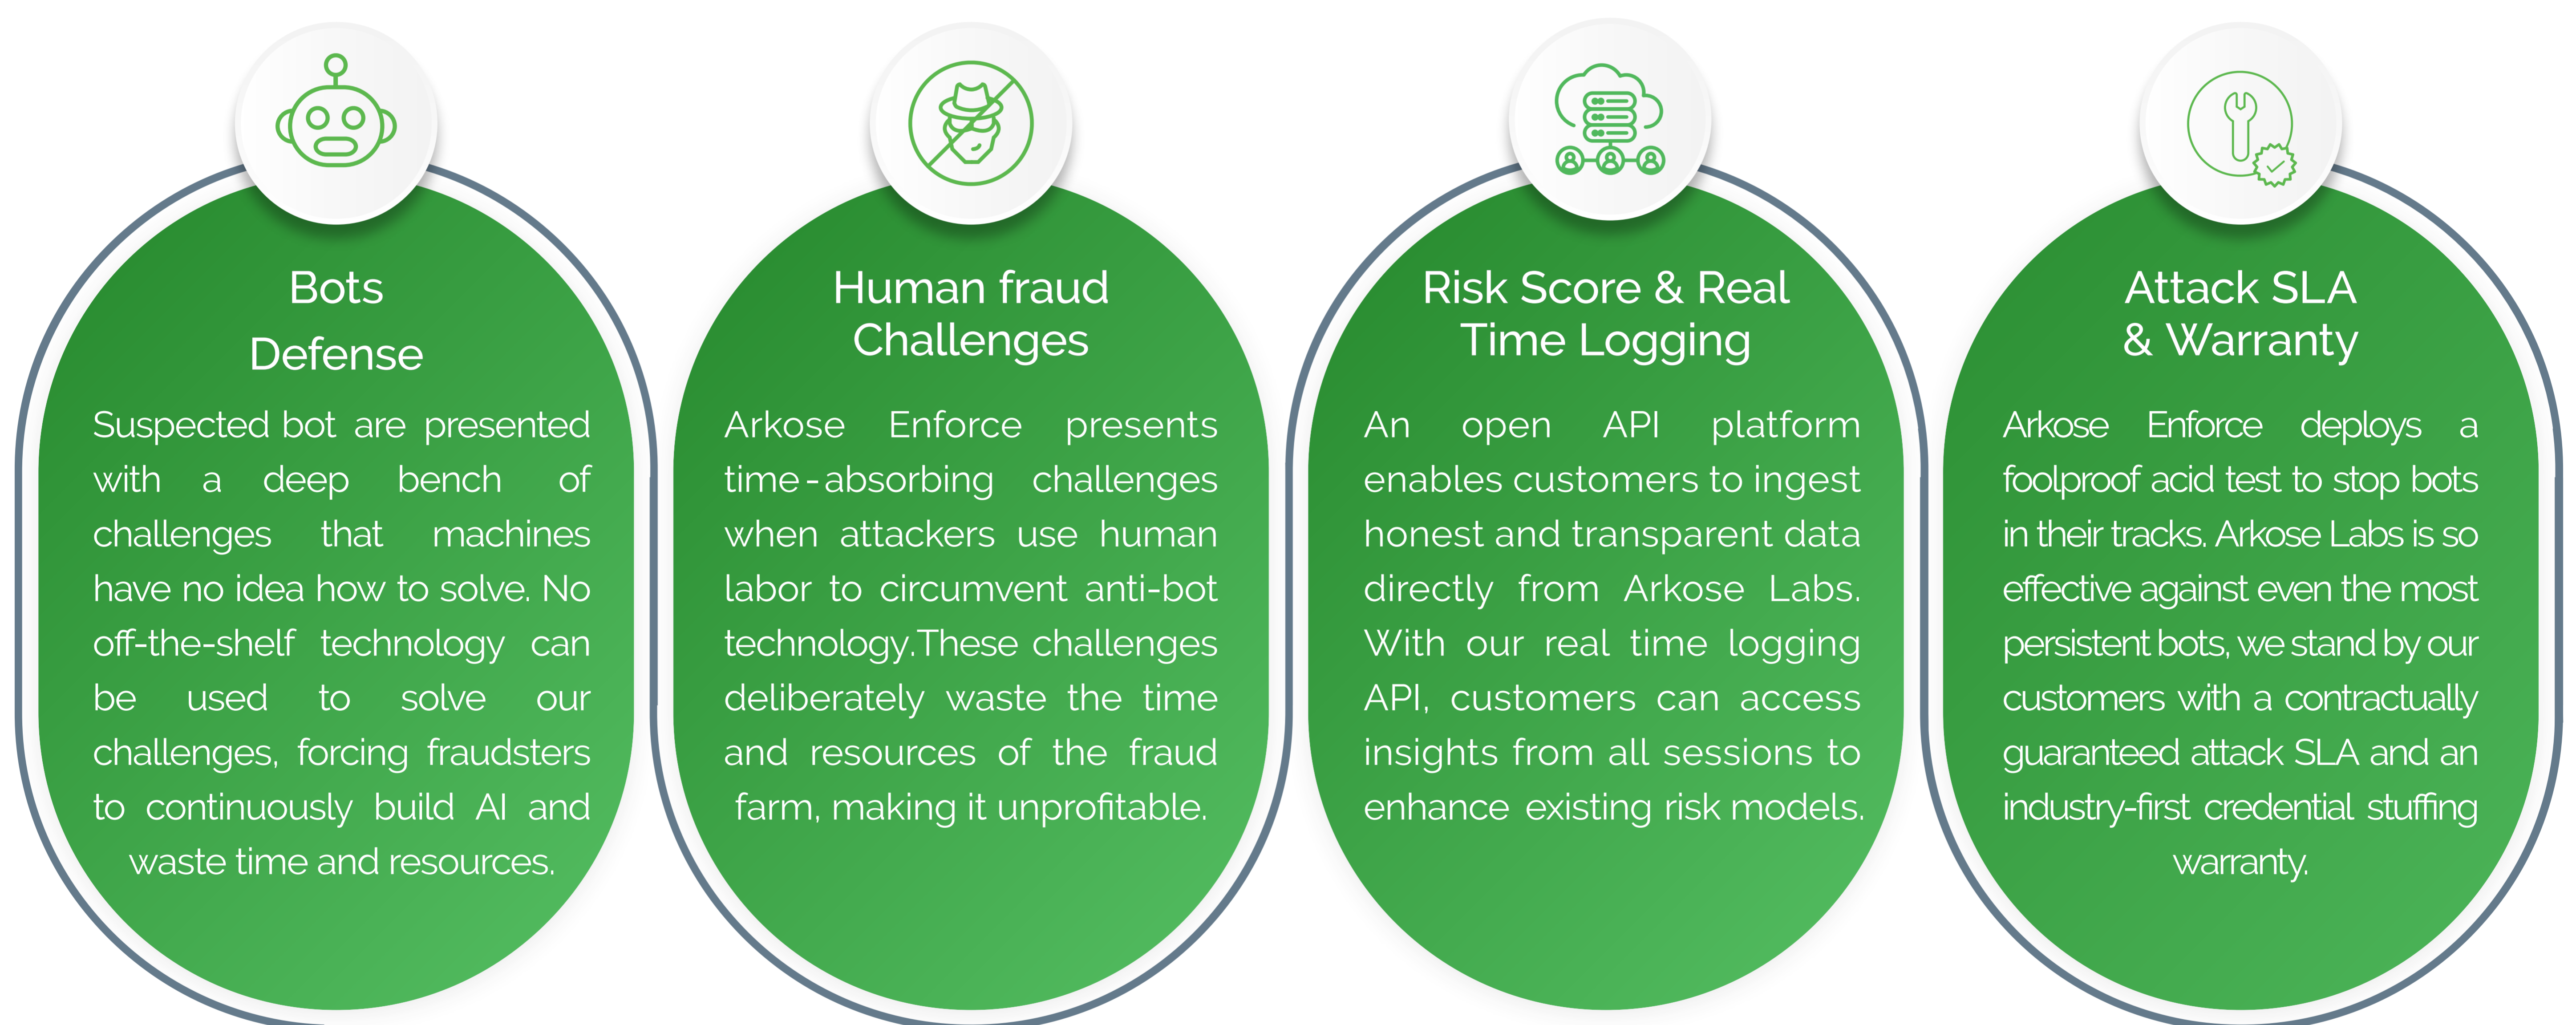 Bots
Defense
Suspected bot are presented
with a deep bench of
challenges that machines
have no idea how to solve. No
off-the-shelf technology can
be used to solve our
challenges, forcing fraudsters
to continuously build AI and
waste time and resources.
Human fraud
Challenges
Arkose Enforce presents
time-absorbing challenges
when attackers use human
labor to circumvent anti-bot
technology.These challenges
deliberately waste the time
and resources of the fraud
farm, making it unprofitable.
Risk Score & Real
Time Logging
An open API platform
enables customers to ingest
honest and transparent data
directly from Arkose Labs.
With our real time logging
API, customers can access
insights from all sessions to
enhance existing risk models.
Attack SLA
& Warranty
Arkose Enforce deploys a
foolproof acid test to stop bots
in their tracks. Arkose Labs is so
effective against even the most
persistent bots, we stand by our
customers with a contractually
guaranteed attack SLA and an
industry-first credential stuffing
warranty.